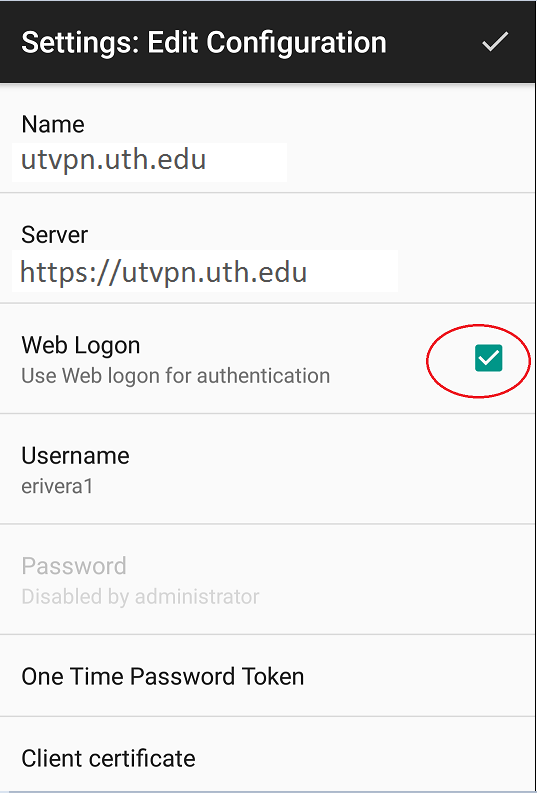 Settings: Edit Configuration
Name
utvpn.uth.edu
Server
https://utvpn.uth.edu
Web Logon
Use Web logon for authentication
Username
erivera1
Password
Disabled by administrator
One Time Password Token
Client certificate